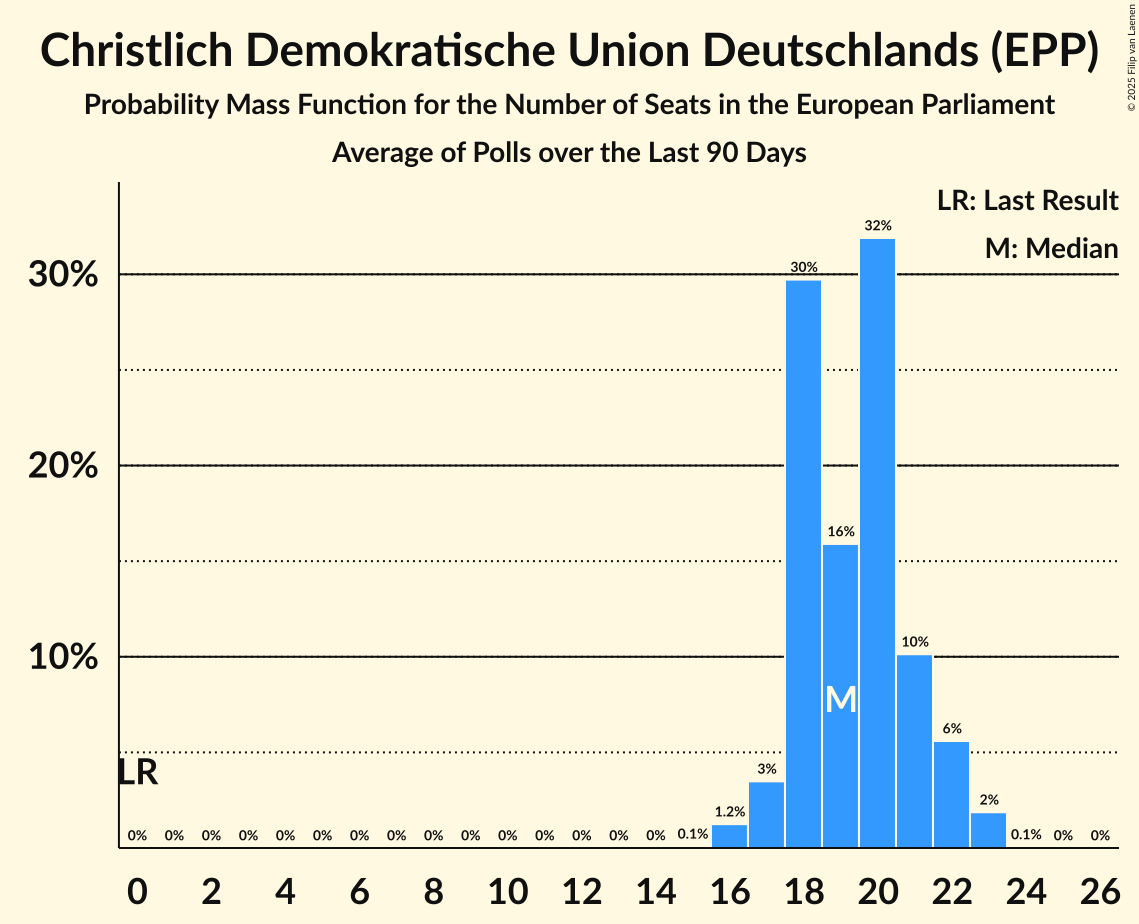 Christlich Demokratische Union Deutschlands (EPP)
Probability Mass Function for the Number of Seats in the European Parliament
Average of Polls over the Last 90 Days
© 2025 Filip van Laenen
LR: Last Result
M: Median
32%
30%
30%
20%
16%
10%
10%
M
6%
LR
3%
2%
1.2%
0% 0% 0% 0% 0% 0% 0% 0% 0% 0% 0% 0% 0% 0% 0% 0.1% 0.1% 0% 0%
0 2 4 6 8 10 12 14 16 18 20 22 24 26